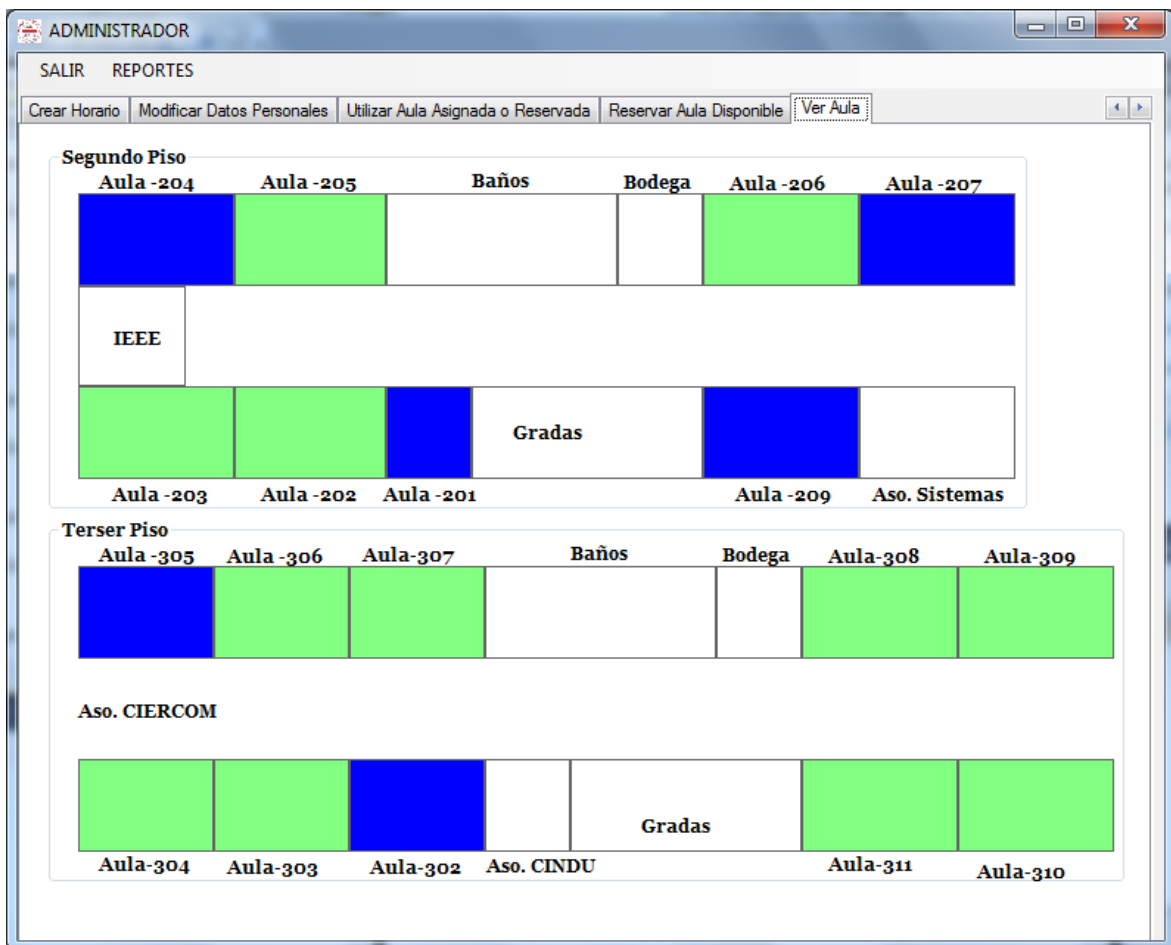 ADMINISTRADOR
SALIR REPORTES
Crear Horario Modificar Datos Personales Utilizar Aula Asignada o Reservada Reservar Aula Disponible Ver Aula
Segundo Piso
Aula -204 Aula -205 Baños Bodega Aula -206 Aula -207
IEEE
Gradas
Aula -203 Aula -202 Aula -201 Aula -209 Aso. Sistemas
Terser Piso
Aula -305 Aula -306 Aula-307 Baños Bodega Aula-308 Aula-309
Aso. CIERCOM
Gradas
Aula-304 Aula-303 Aula-302 Aso. CINDU Aula-311 Aula-310